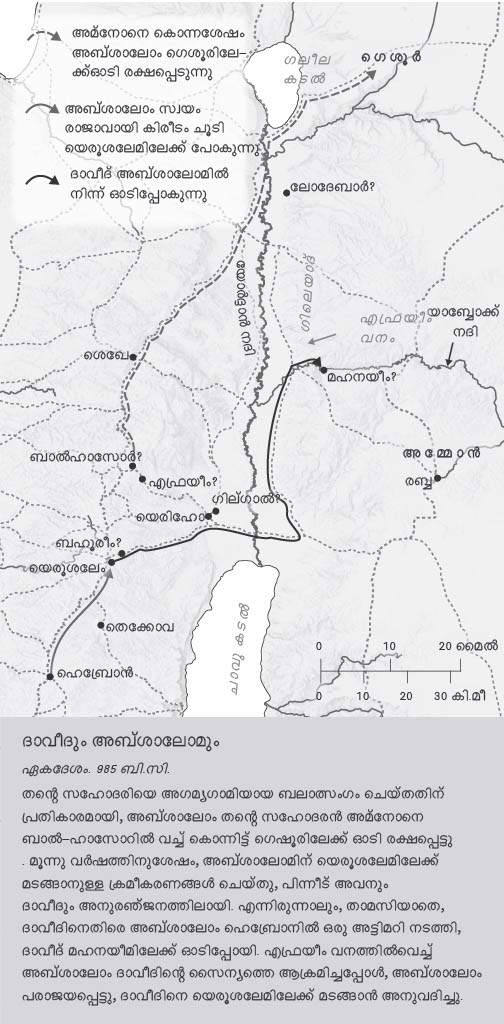 അമ്നോനെ കൊന്നശേഷം
അബ്ശാലോം ഗെശൂരിലേ–
ക്ക്ഓടി രക്ഷപ്പെടുന്നു
അബ്ശാലോം സ്വയം
രാജാവായി കിരീടം ചൂടി
യെരൂശലേമിലേക്ക് പോകുന്നു
ദാവീദ് അബ്ശാലോമിൽ
നിന്ന് ഓടിപ്പോകുന്നു
ഗലീല
കടൽ
ഗെശൂർ
ലോദേബാർ?
യോർദ്ദാൻ നദി
ഗിലെയാദ്
എഫ്രയീം
വനം
യാബ്ബോക്ക്
നദി
ശെഖേം
മഹനയീം?
ബാൽഹാസോർ?
എഫ്രയീം?
അമ്മോൻ
രബ്ബ
ഗില്ഗാൽ?
യെരിഹോ
ബഹൂരീം?
യെരൂശലേം
തെക്കോവ
ഹെബ്രോൻ
ചാവു കടൽ
0 10 20 മൈൽ
0 10 20 30 കി.മീ
ദാവീദും അബ്ശാലോമും
ഏകദേശം. 985 ബി.സി.
തന്റെ സഹോദരിയെ അഗമ്യഗാമിയായ ബലാത്സംഗം ചെയ്തതിന്
പ്രതികാരമായി, അബ്ശാലോം തന്റെ സഹോദരൻ അമ്നോനെ
ബാൽ–ഹാസോറിൽ വച്ച് കൊന്നിട്ട് ഗെഷൂരിലേക്ക് ഓടി രക്ഷപ്പെട്ടു
. മൂന്നു വർഷത്തിനുശേഷം, അബ്ശാലോമിന് യെരൂശലേമിലേക്ക്
മടങ്ങാനുള്ള ക്രമീകരണങ്ങൾ ചെയ്തു, പിന്നീട് അവനും
ദാവീദും അനുരഞ്ജനത്തിലായി. എന്നിരുന്നാലും, താമസിയാതെ,
ദാവീദിനെതിരെ അബ്ശാലോം ഹെബ്രോനിൽ ഒരു അട്ടിമറി നടത്തി,
ദാവീദ് മഹനയീമിലേക്ക് ഓടിപ്പോയി. എഫ്രയീം വനത്തിൽവെച്ച്
അബ്ശാലോം ദാവീദിന്റെ സൈന്യത്തെ ആക്രമിച്ചപ്പോൾ, അബ്ശാലോം
പരാജയപ്പെട്ടു, ദാവീദിനെ യെരൂശലേമിലേക്ക് മടങ്ങാൻ അനുവദിച്ചു.